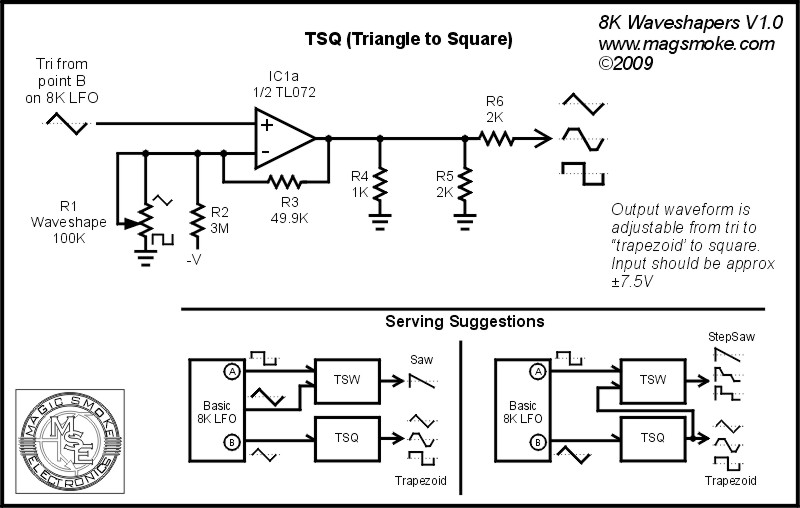 8K Waveshapers V1.0
www.magsmoke.com
©2009
TSQ (Triangle to Square)
Tri from
point B
on 8K LFO
IC1a
1/2 TL072
+
-
R6
2K
R1
Waveshape
100K
R2
3M
-V
R3
49.9K
R4
1K
R5
2K
Output waveform is
adjustable from tri to
"trapezoid' to square.
Input should be approx
±7.5V
Serving Suggestions
A
Basic
8K LFO
B
TSW
TSQ
Saw
Trapezoid
A
Basic
8K LFO
B
TSW
TSQ
StepSaw
Trapezoid
MAGIC SMOKE
MSE
ELECTRONICS